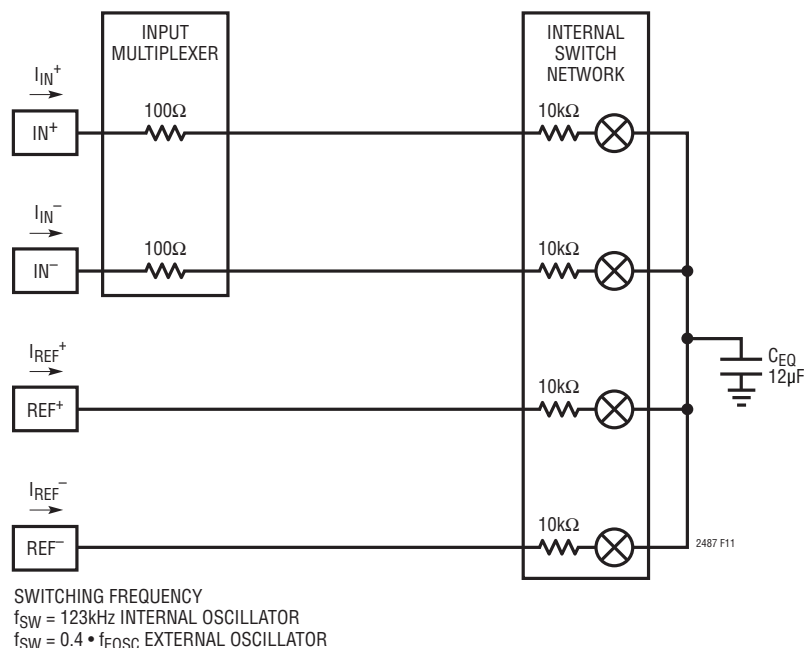 INPUT
MULTIPLEXER
INTERNAL
SWITCH
NETWORK
I_IN^+
IN^+
100Ω
10kΩ
I_IN^–
IN^–
100Ω
10kΩ
I_REF^+
REF^+
10kΩ
C_EQ
12µF
I_REF^–
REF^–
10kΩ
2487 F11
SWITCHING FREQUENCY
f_SW = 123kHz INTERNAL OSCILLATOR
f_SW = 0.4 • f_EOSC EXTERNAL OSCILLATOR